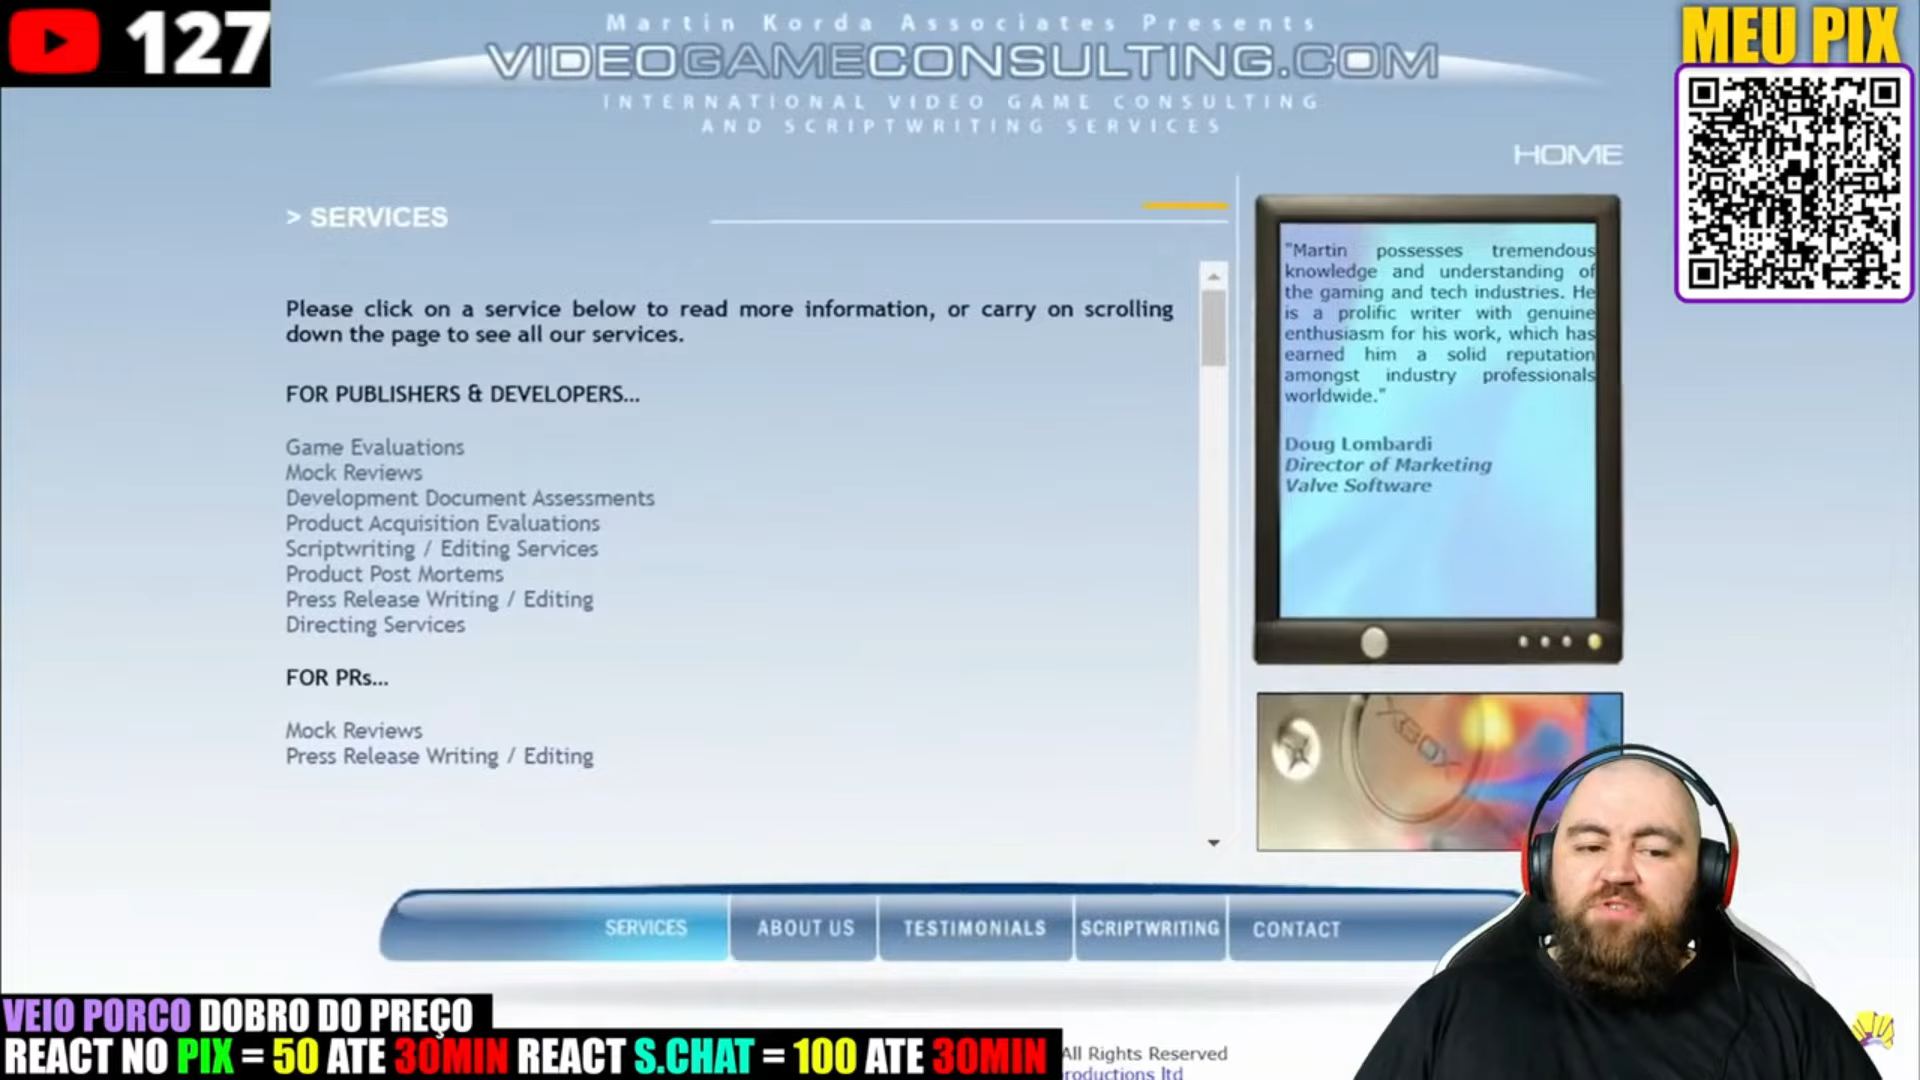 127
MEU PIX
Martin Korda Associates Presents
VIDEOGAMECONSULTING.COM
INTERNATIONAL VIDEO GAME CONSULTING
AND SCRIPTWRITING SERVICES
HOME
> SERVICES
Please click on a service below to read more information, or carry on scrolling
down the page to see all our services.
FOR PUBLISHERS & DEVELOPERS...
Game Evaluations
Mock Reviews
Development Document Assessments
Product Acquisition Evaluations
Scriptwriting / Editing Services
Product Post Mortems
Press Release Writing / Editing
Directing Services
FOR PRs...
Mock Reviews
Press Release Writing / Editing
"Martin possesses tremendous
knowledge and understanding of
the gaming and tech industries. He
is a prolific writer with genuine
enthusiasm for his work, which has
earned him a solid reputation
amongst industry professionals
worldwide."
Doug Lombardi
Director of Marketing
Valve Software
XBOX
SERVICES
ABOUT US
TESTIMONIALS
SCRIPTWRITING
CONTACT
VEIO PORCO DOBRO DO PREÇO
REACT NO PIX = 50 ATE 30MIN REACT S.CHAT = 100 ATE 30MIN
All Rights Reserved
roductions ltd